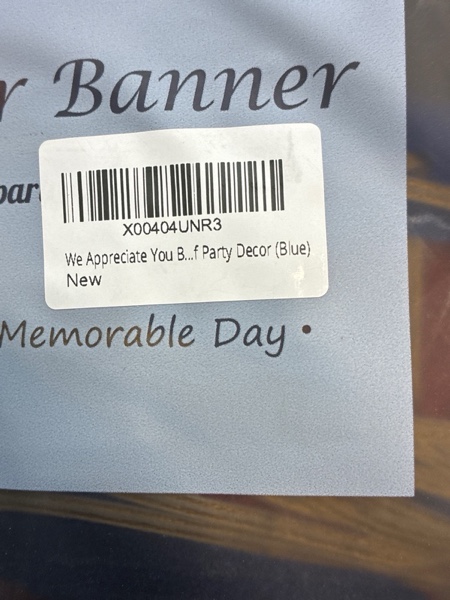 r Banner
par
X00404UNR3
We Appreciate You B...f Party Decor (Blue)
New
Memorable Day •